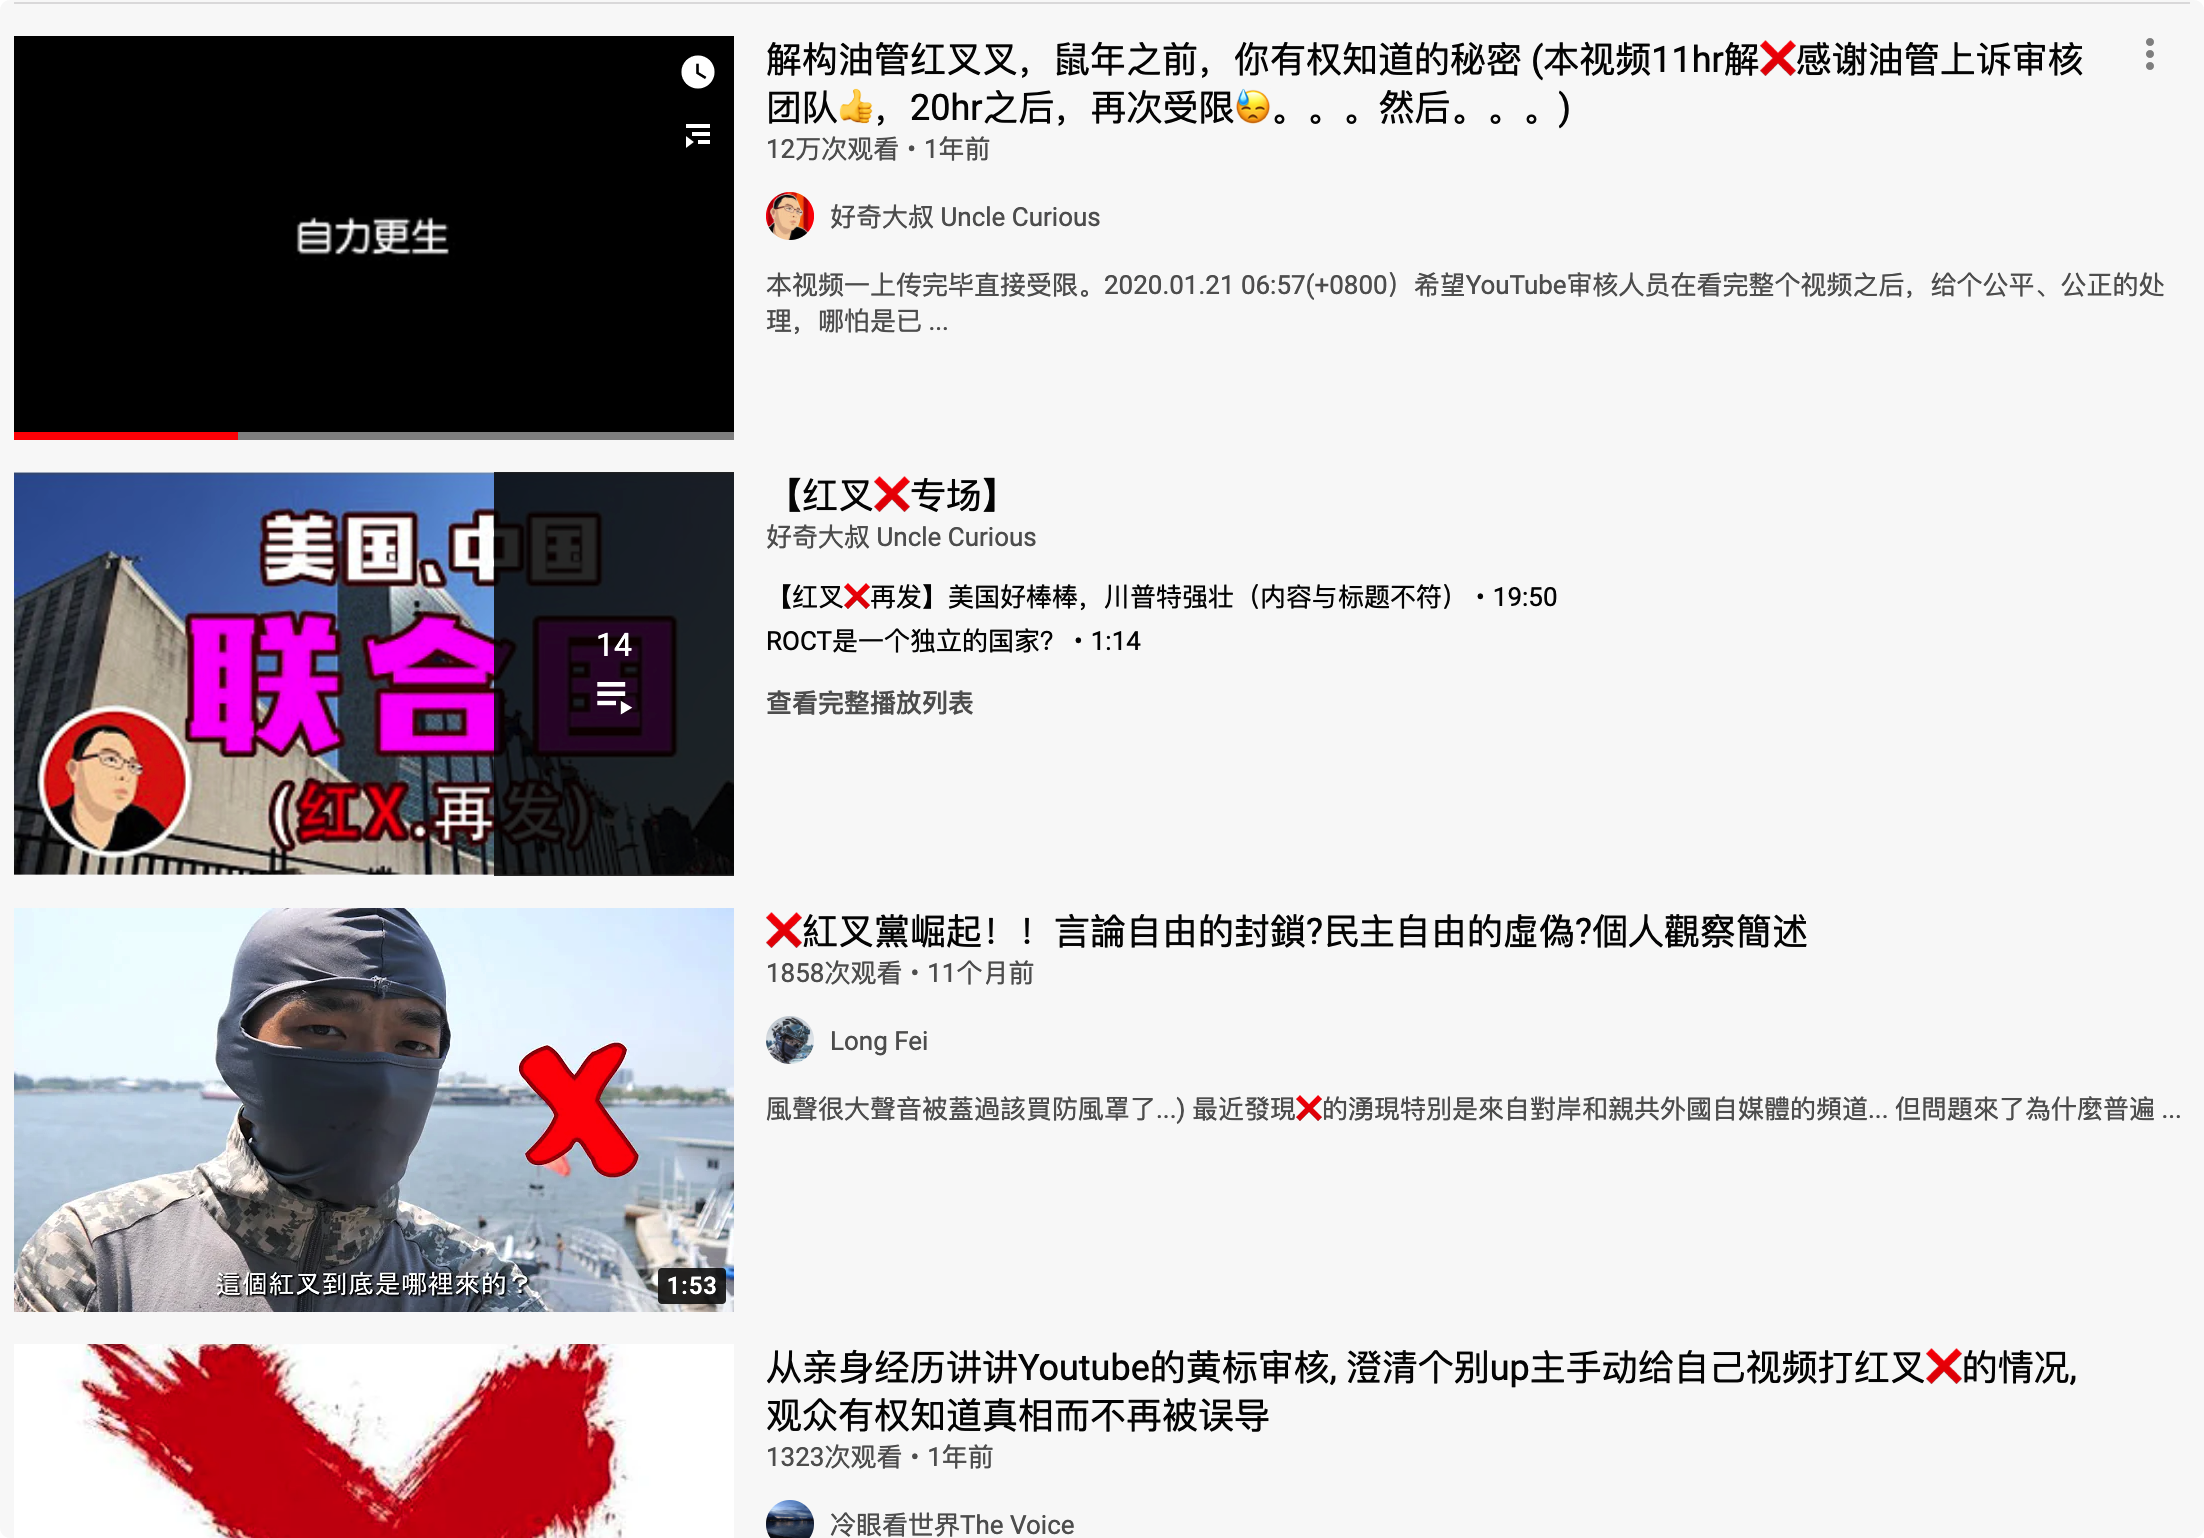 解构油管红叉叉，鼠年之前，你有权知道的秘密 (本视频11hr解❌感谢油管上诉审核
团队👍，20hr之后，再次受限😓。。。然后。。。)
12万次观看 • 1年前
自力更生
好奇大叔 Uncle Curious
本视频一上传完毕直接受限。2020.01.21 06:57(+0800）希望YouTube审核人员在看完整个视频之后，给个公平、公正的处
理，哪怕是已 ...
美国、中国
联合国
(红X.再发)
14
【红叉❌专场】
好奇大叔 Uncle Curious
【红叉❌再发】美国好棒棒，川普特强壮（内容与标题不符） • 19:50
ROCT是一个独立的国家？ • 1:14
查看完整播放列表
這個紅叉到底是哪裡來的？
1:53
❌紅叉黨崛起！！言論自由的封鎖?民主自由的虛偽?個人觀察簡述
1858次观看 • 11个月前
Long Fei
風聲很大聲音被蓋過該買防風罩了...) 最近發現❌的湧現特別是來自對岸和親共外國自媒體的頻道... 但問題來了為什麼普遍 ...
从亲身经历讲讲Youtube的黄标审核, 澄清个别up主手动给自己视频打红叉❌的情况,
观众有权知道真相而不再被误导
1323次观看 • 1年前
冷眼看世界The Voice